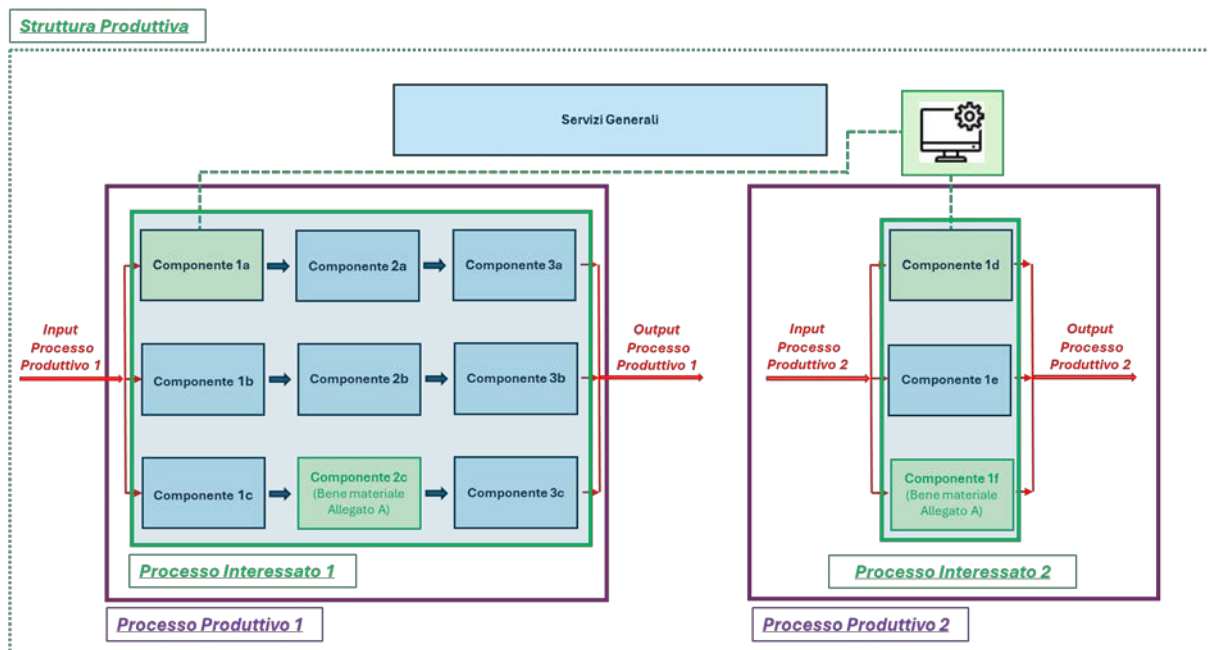 Struttura Produttiva
Servizi Generali
Componente 1a
Componente 2a
Componente 3a
Componente 1d
Input
Processo
Produttivo 1
Output
Processo
Produttivo 1
Input
Processo
Produttivo 2
Output
Processo
Produttivo 2
Componente 1b
Componente 2b
Componente 3b
Componente 1e
Componente 1c
Componente 2c
(Bene materiale
Allegato A)
Componente 3c
Componente 1f
(Bene materiale
Allegato A)
Processo Interessato 1
Processo Interessato 2
Processo Produttivo 1
Processo Produttivo 2